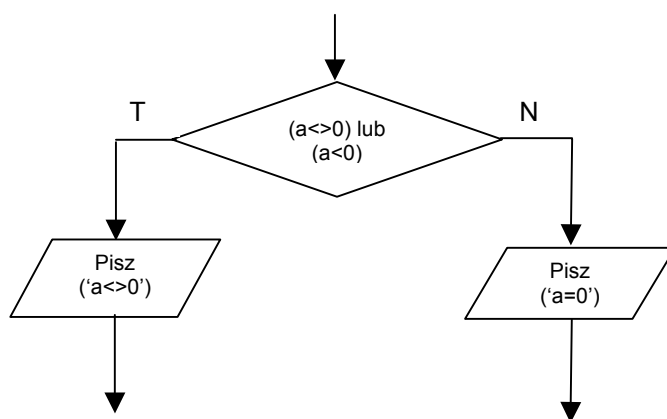 T
N
(a<>0) lub
(a<0)
Pisz
(‘a<>0’)
Pisz
(‘a=0’)